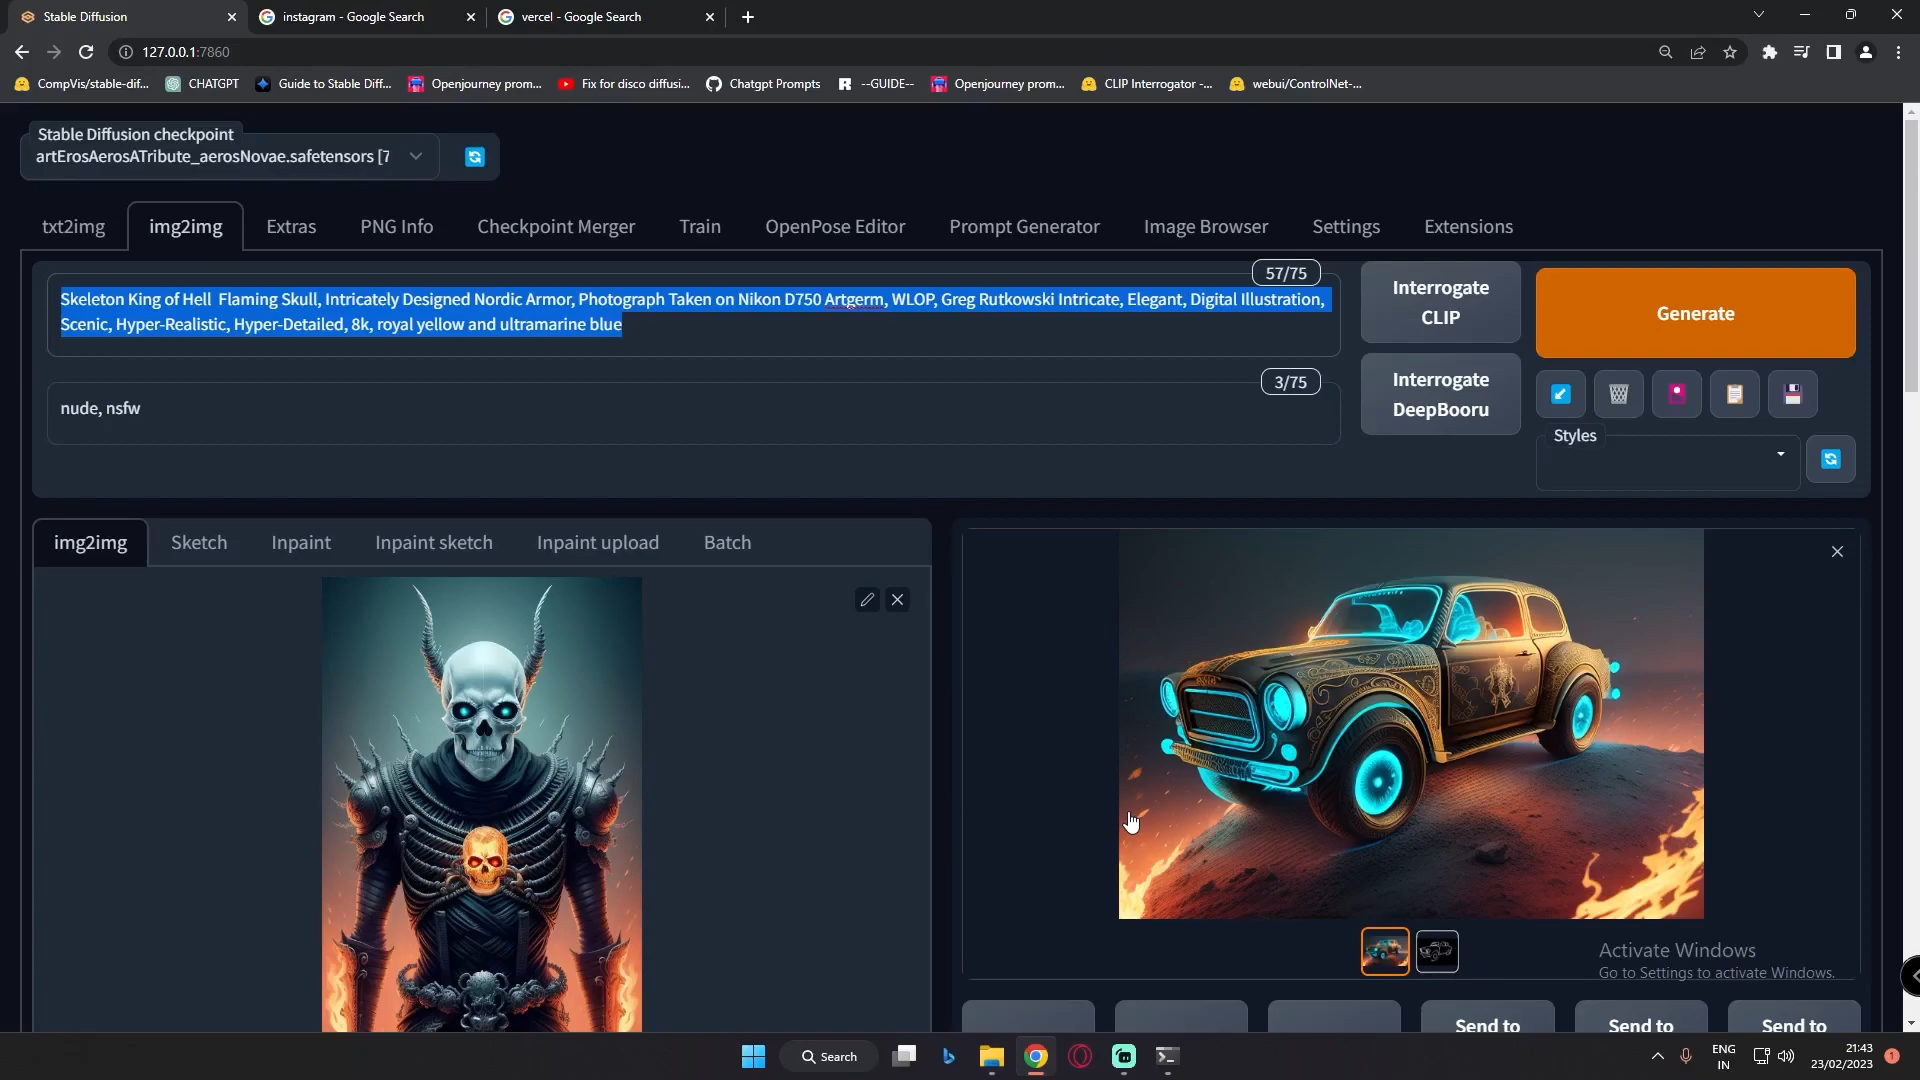 Stable Diffusion
instagram - Google Search
vercel - Google Search
127.0.0.1:7860
CompVis/stable-dif...
CHATGPT
Guide to Stable Diff...
Openjourney prom...
Fix for disco diffusi...
Chatgpt Prompts
--GUIDE--
Openjourney prom...
CLIP Interrogator -...
webui/ControlNet-...
Stable Diffusion checkpoint
artErosAerosATribute_aerosNovae.safetensors [7
txt2img
img2img
Extras
PNG Info
Checkpoint Merger
Train
OpenPose Editor
Prompt Generator
Image Browser
Settings
Extensions
57/75
Skeleton King of Hell  Flaming Skull, Intricately Designed Nordic Armor, Photograph Taken on Nikon D750 Artgerm, WLOP, Greg Rutkowski Intricate, Elegant, Digital Illustration,
Scenic, Hyper-Realistic, Hyper-Detailed, 8k, royal yellow and ultramarine blue
Interrogate
CLIP
Generate
3/75
nude, nsfw
Interrogate
DeepBooru
Styles
img2img
Sketch
Inpaint
Inpaint sketch
Inpaint upload
Batch
Activate Windows
Go to Settings to activate Windows.
Send to
Send to
Send to
Search
ENG
IN
21:43
23/02/2023
1